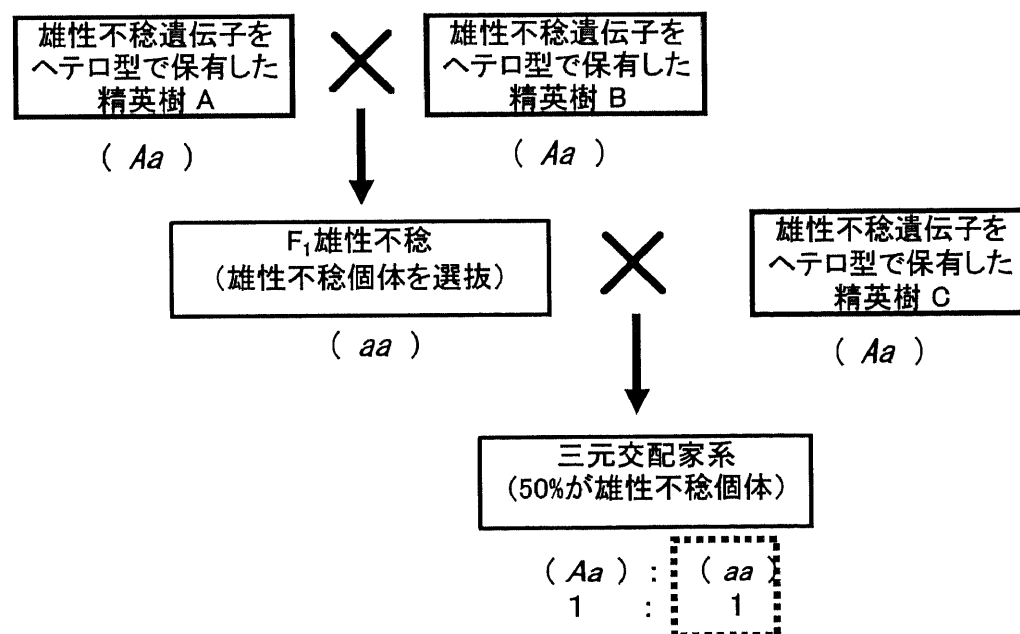 雄性不稔遺伝子を
ヘテロ型で保有した
精英樹 A
雄性不稔遺伝子を
ヘテロ型で保有した
精英樹 B
( Aa )
( Aa )
F₁雄性不稔
(雄性不稔個体を選抜)
( aa )
雄性不稔遺伝子を
ヘテロ型で保有した
精英樹 C
( Aa )
三元交配家系
(50%が雄性不稔個体)
( Aa ) : ( aa )
1 : 1